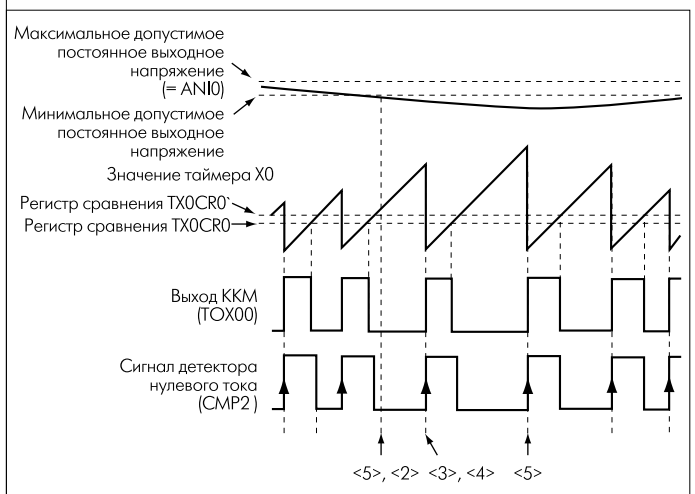 Максимальное допустимое
постоянное выходное
напряжение
(= ANI0)
Минимальное допустимое
постоянное выходное
напряжение
Значение таймера X0
Регистр сравнения TX0CR0`
Регистр сравнения TX0CR0
Выход ККМ
(TOX00)
Сигнал детектора
нулевого тока
(CMP2 )
<5>, <2> <3>, <4> <5>